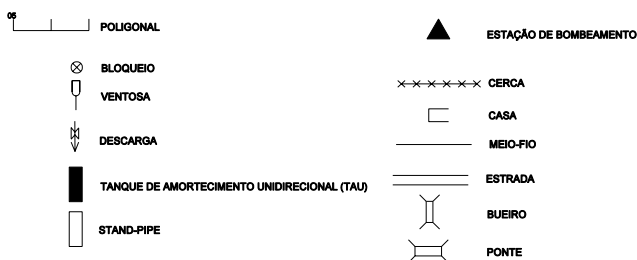 05
POLIGONAL
BLOQUEIO
VENTOSA
DESCARGA
TANQUE DE AMORTECIMENTO UNIDIRECIONAL (TAU)
STAND-PIPE
ESTAÇÃO DE BOMBEAMENTO
CERCA
CASA
MEIO-FIO
ESTRADA
BUEIRO
PONTE